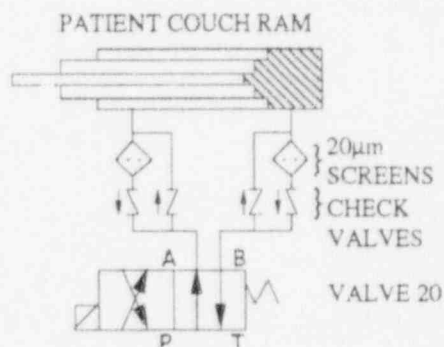 PATIENT COUCH RAM
20µm
SCREENS
CHECK
VALVES
A B
VALVE 20
P T